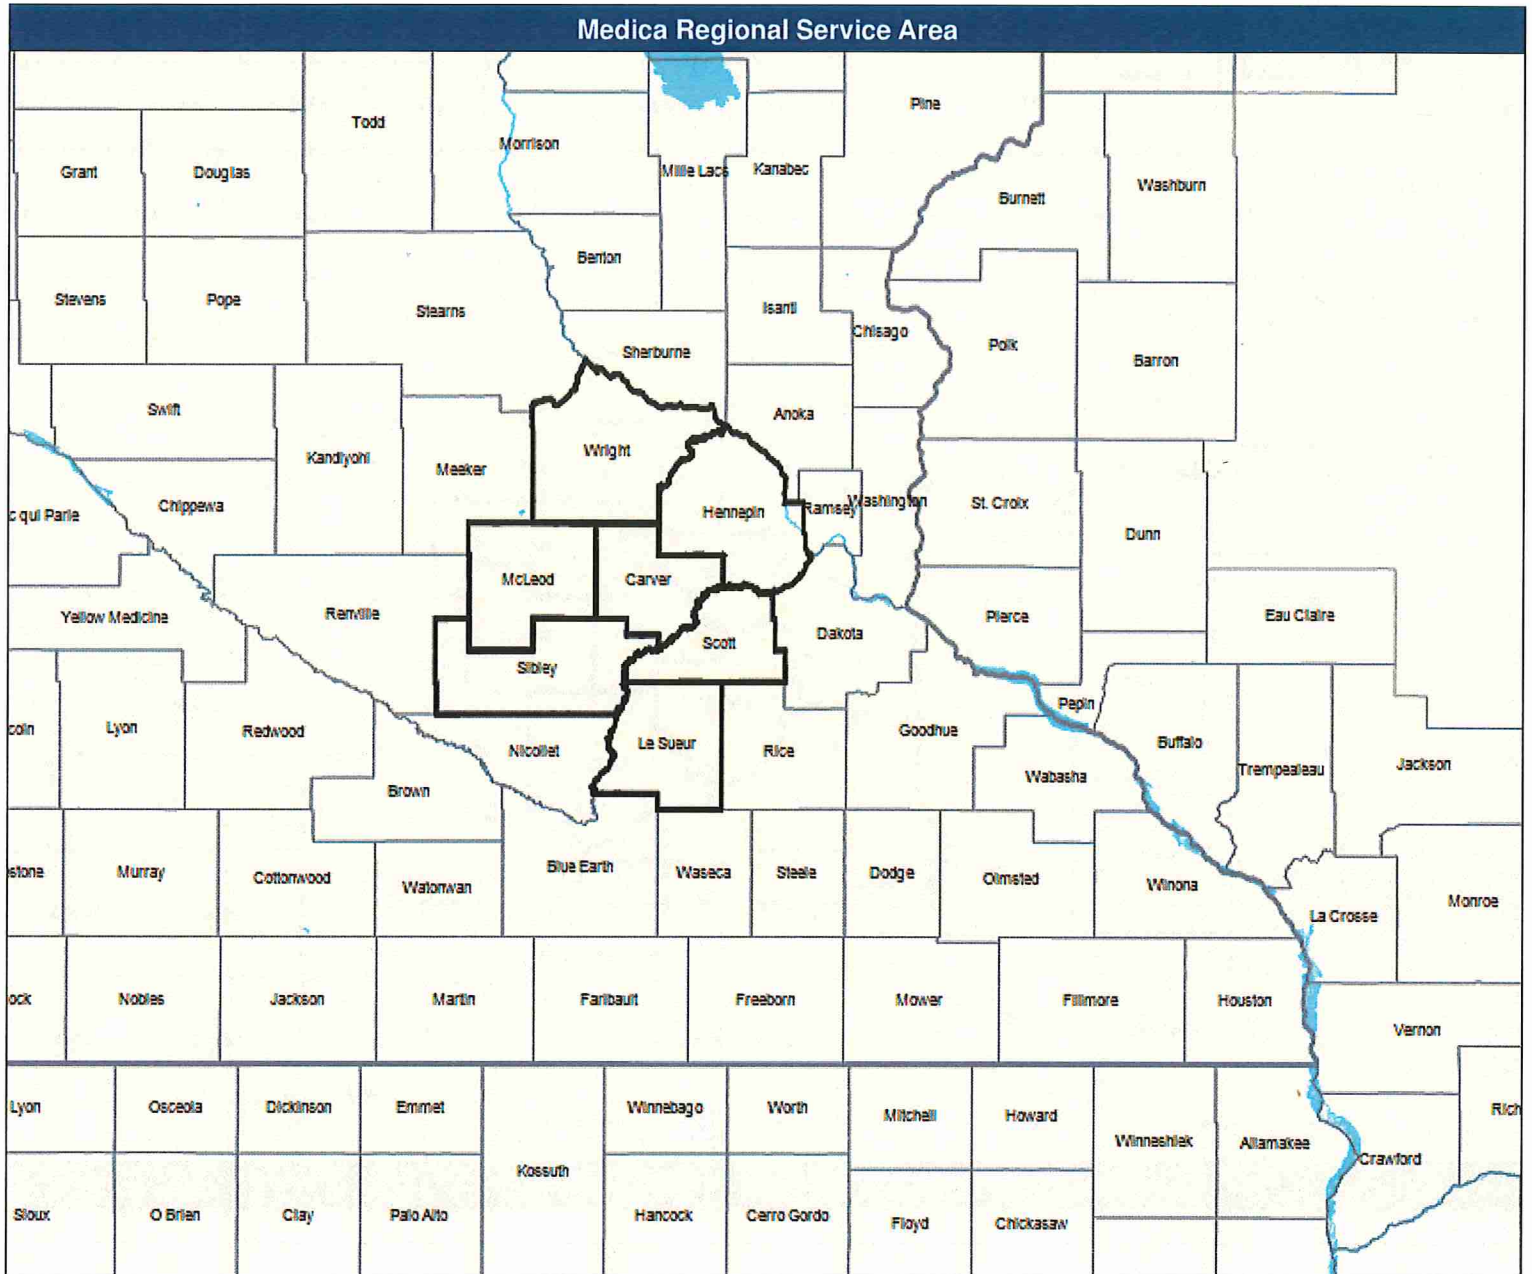 Medica Regional Service Area
Pine
Todd
Morrison
Grant
Douglas
Mille Lacs
Kanabec
Washburn
Burnett
Benton
Stevens
Pope
Stearns
Isanti
Chisago
Sherburne
Polk
Barron
Swift
Anoka
Wright
Kandiyohi
Meeker
Chippewa
c qui Parle
Hennepin
Ramsey
Washington
St. Croix
Dunn
McLeod
Carver
Yellow Medicine
Renville
Pierce
Eau Claire
Dakota
Scott
Sibley
Pepin
coln
Lyon
Redwood
Goodhue
Nicollet
Le Sueur
Rice
Buffalo
Trempealeau
Jackson
Wabasha
Brown
Blue Earth
stone
Murray
Cottonwood
Watonwan
Waseca
Steele
Dodge
Olmsted
Winona
Monroe
La Crosse
ock
Nobles
Jackson
Martin
Faribault
Freeborn
Mower
Fillmore
Houston
Vernon
Lyon
Osceola
Dickinson
Emmet
Winnebago
Worth
Mitchell
Howard
Rich
Winneshiek
Allamakee
Crawford
Kossuth
Sioux
O Brien
Clay
Palo Alto
Hancock
Cerro Gordo
Floyd
Chickasaw